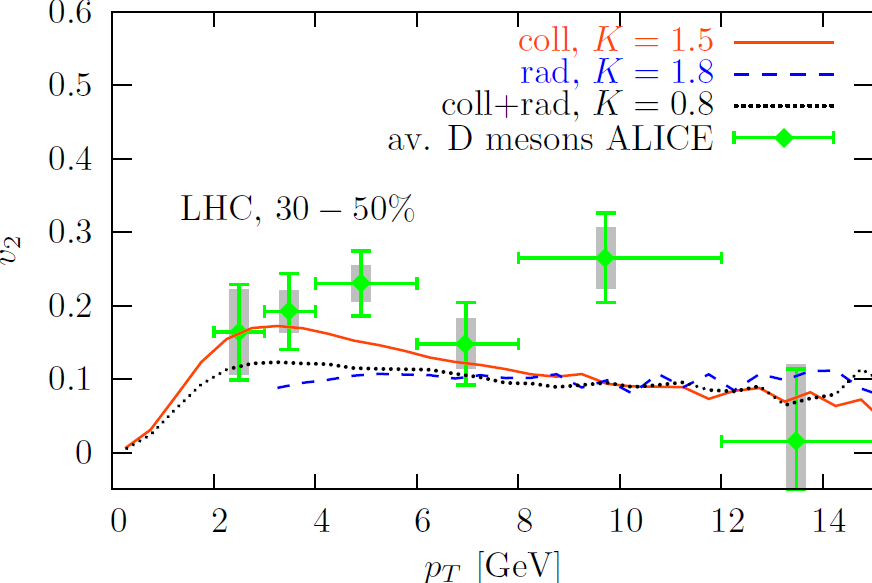 0.6
0.5
0.4
0.3
0.2
0.1
0
v₂
coll, K = 1.5
rad, K = 1.8
coll+rad, K = 0.8
av. D mesons ALICE
LHC, 30 − 50%
0 2 4 6 8 10 12 14
p_T [GeV]